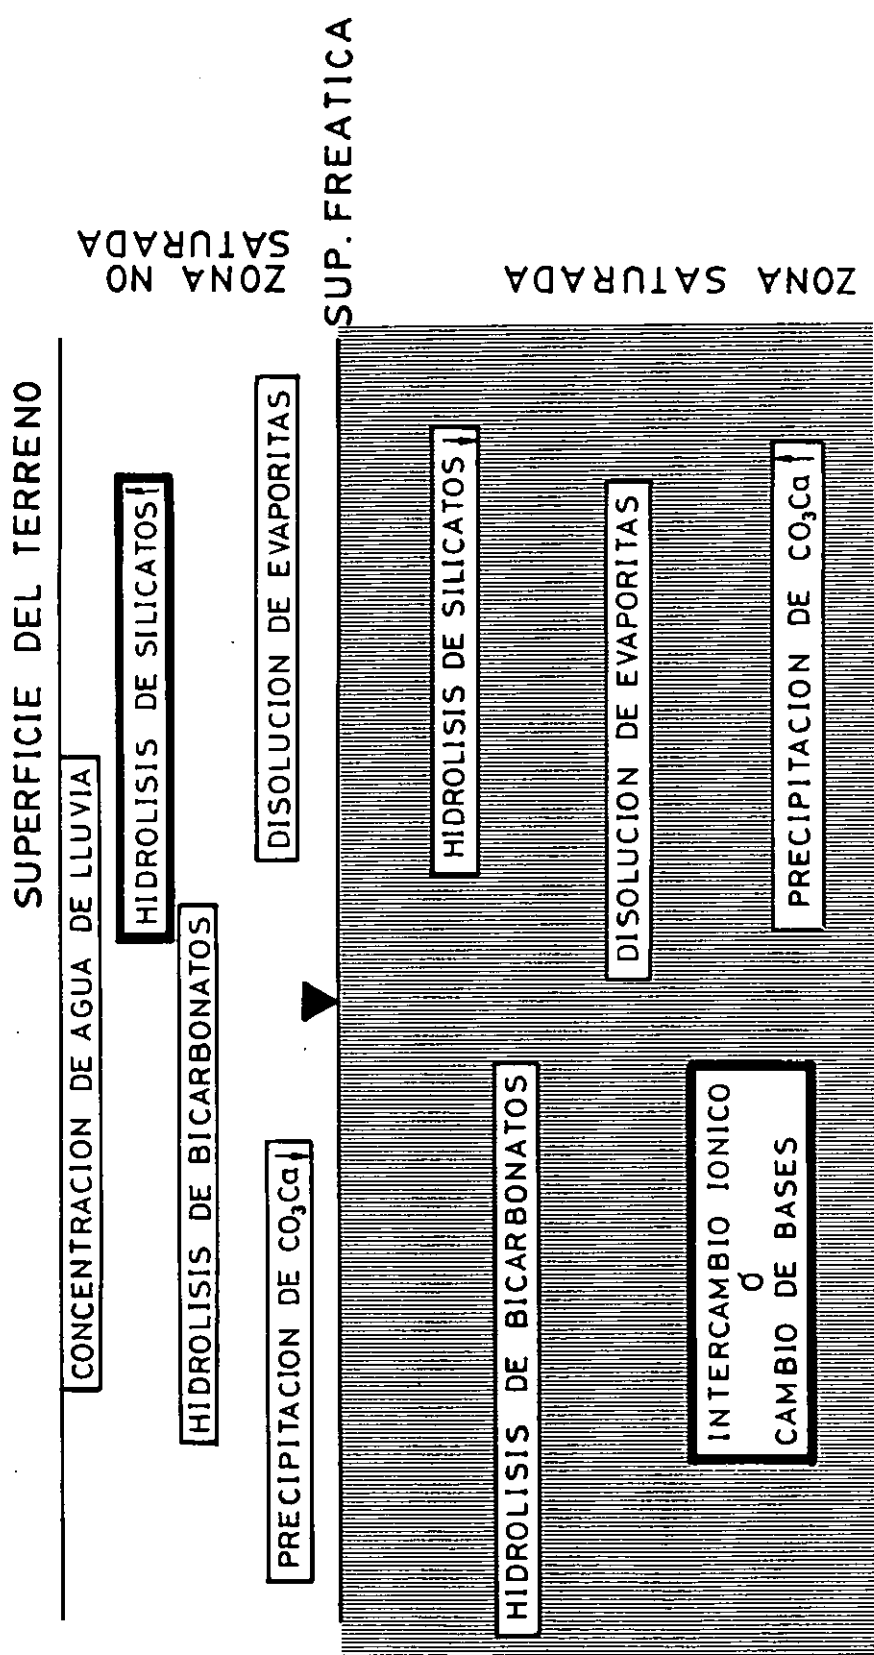 SUPERFICIE DEL TERRENO
CONCENTRACION DE AGUA DE LLUVIA
HIDROLISIS DE SILICATOS
HIDROLISIS DE BICARBONATOS
DISOLUCION DE EVAPORITAS
PRECIPITACION DE CO₃Ca
ZONA NO
SATURADA
SUP. FREATICA
HIDROLISIS DE SILICATOS
HIDROLISIS DE BICARBONATOS
DISOLUCION DE EVAPORITAS
INTERCAMBIO IONICO
Ó
CAMBIO DE BASES
PRECIPITACION DE CO₃Ca
ZONA SATURADA